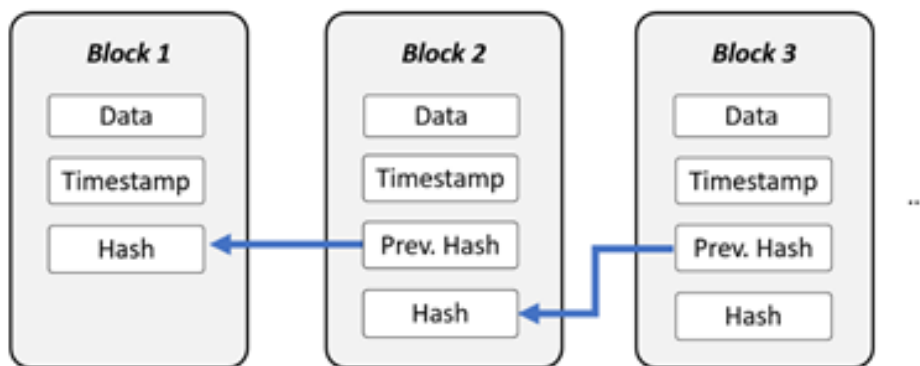 Block 1
Data
Timestamp
Hash
Block 2
Data
Timestamp
Prev. Hash
Hash
Block 3
Data
Timestamp
Prev. Hash
Hash
..